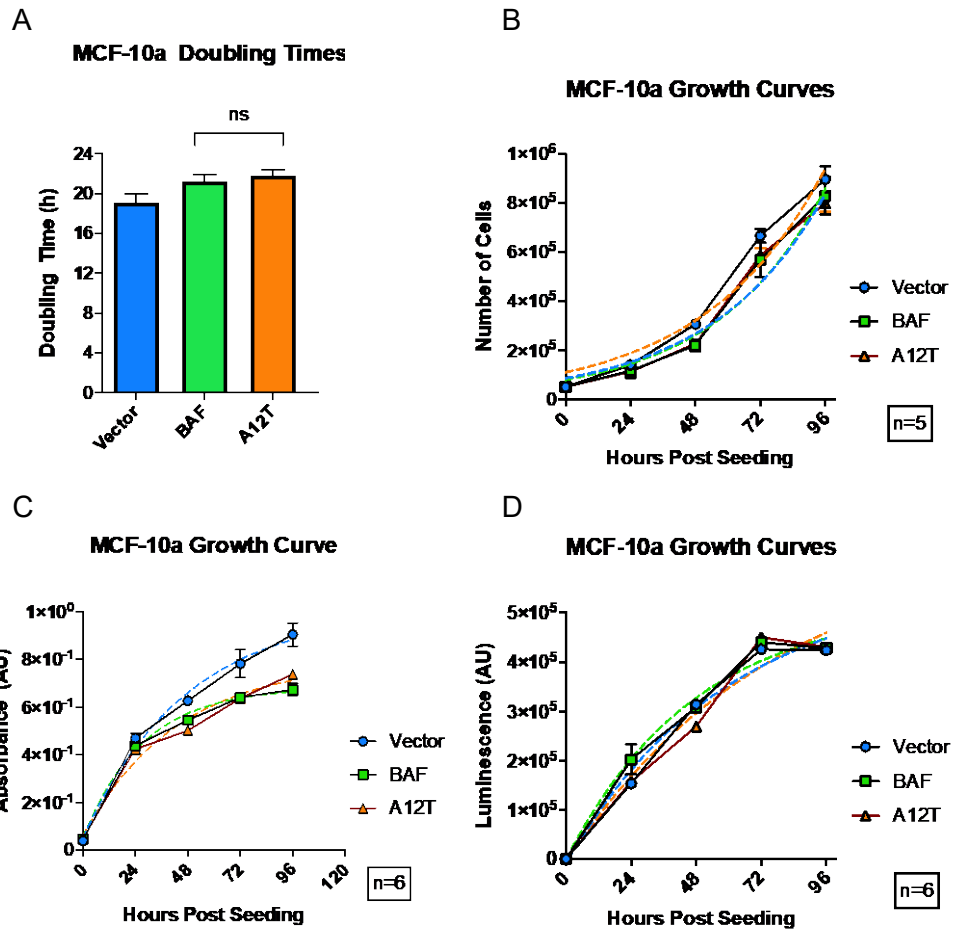 A
MCF-10a Doubling Times
ns
24
20
16
12
8
4
0
Doubling Time (h)
Vector
BAF
A12T
B
MCF-10a Growth Curves
1×10⁶
8×10⁵
6×10⁵
4×10⁵
2×10⁵
0
Number of Cells
0 24 48 72 96
Hours Post Seeding
Vector
BAF
A12T
n=5
C
MCF-10a Growth Curve
1×10⁰
8×10⁻¹
6×10⁻¹
4×10⁻¹
2×10⁻¹
0
Absorbance (AU)
0 24 48 72 96 120
Hours Post Seeding
Vector
BAF
A12T
n=6
D
MCF-10a Growth Curves
5×10⁵
4×10⁵
3×10⁵
2×10⁵
1×10⁵
0
Luminescence (AU)
0 24 48 72 96
Hours Post Seeding
Vector
BAF
A12T
n=6